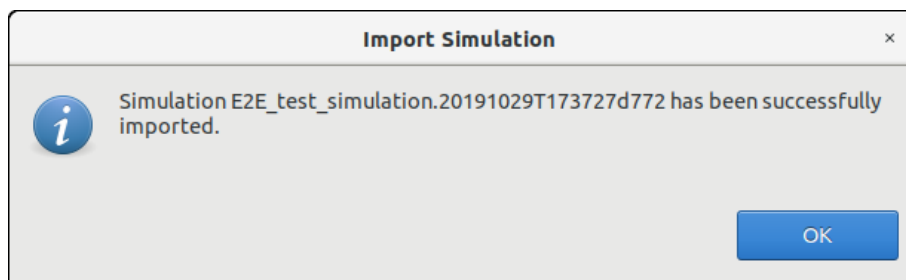 Import Simulation
×
Simulation E2E_test_simulation.20191029T173727d772 has been successfully
imported.
OK